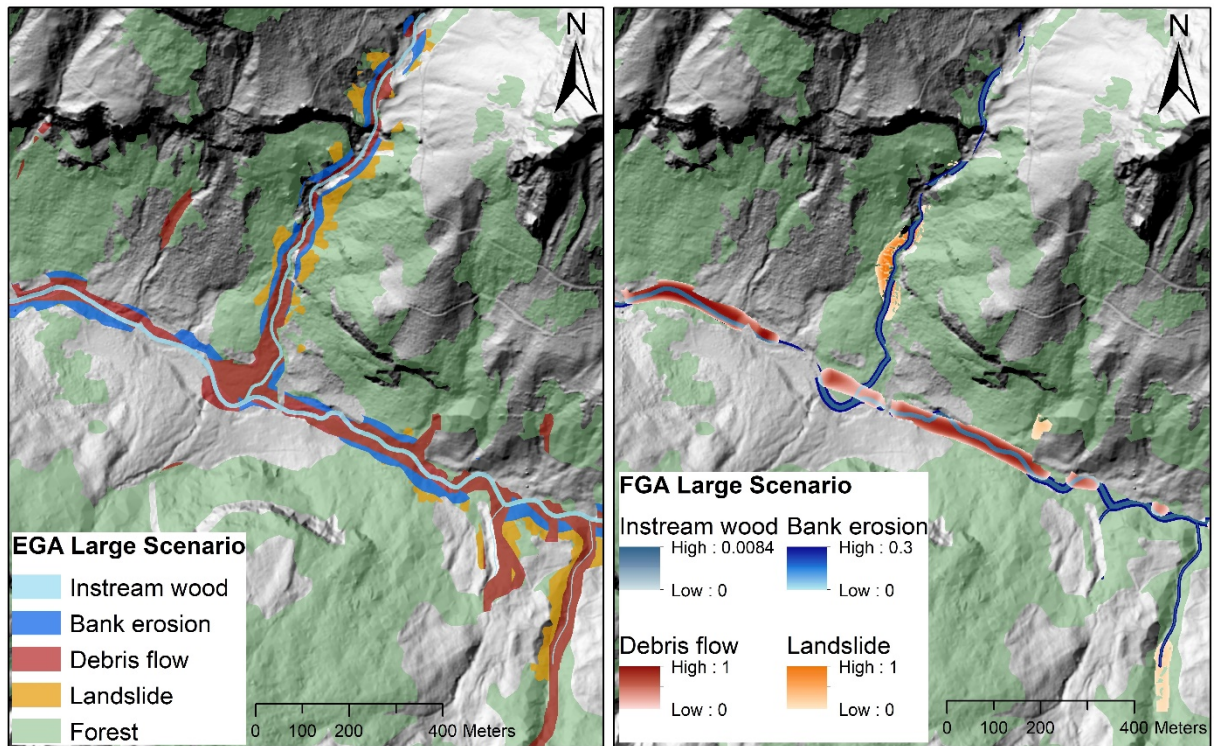 N
EGA Large Scenario
Instream wood
Bank erosion
Debris flow
Landslide
Forest
0 100 200 400 Meters
N
FGA Large Scenario
Instream wood Bank erosion
High : 0.0084 High : 0.3
Low : 0 Low : 0
Debris flow Landslide
High : 1 High : 1
Low : 0 Low : 0
0 100 200 400 Meters